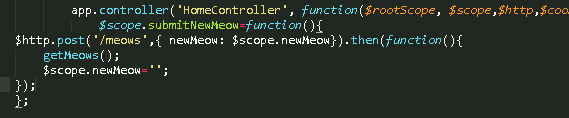 app.controller('HomeController', function($rootScope, $scope,$http,$coo
$scope.submitNewMeow=function(){
$http.post('/meows',{ newMeow: $scope.newMeow}).then(function(){
getMeows();
$scope.newMeow='';
});
};